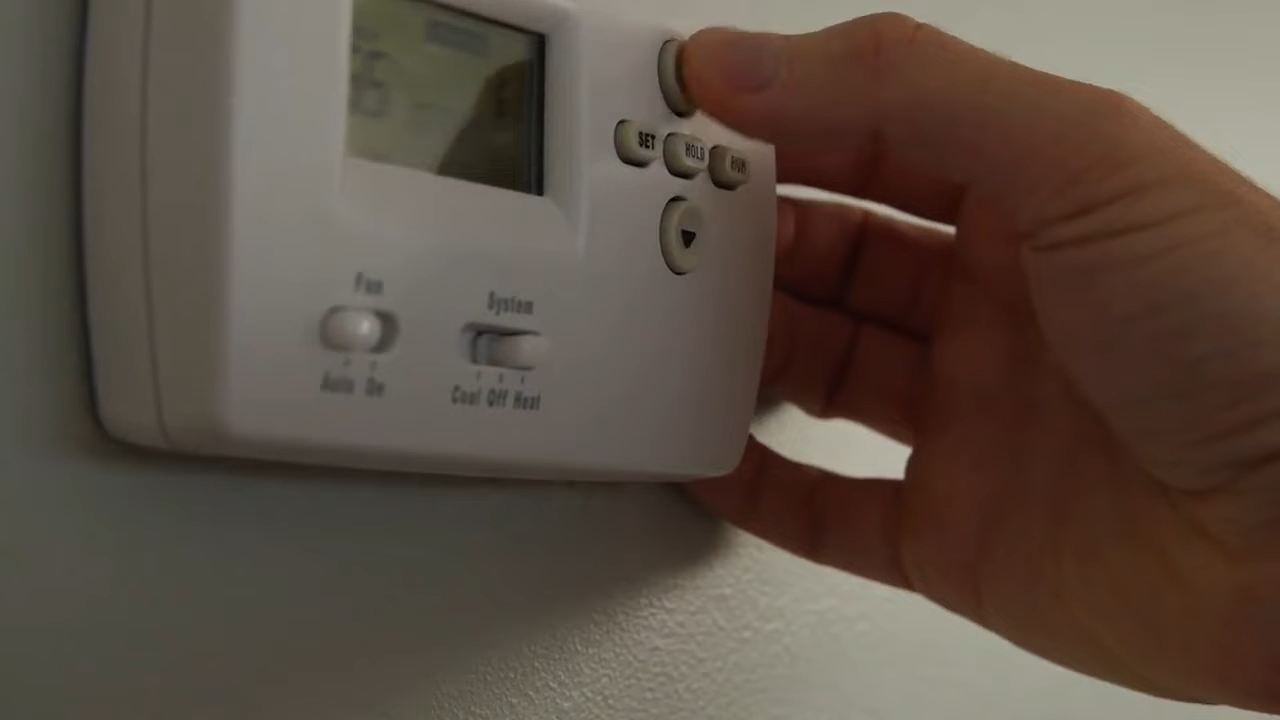 SET HOLD RUN
Fan
System
Auto On
Cool Off Heat